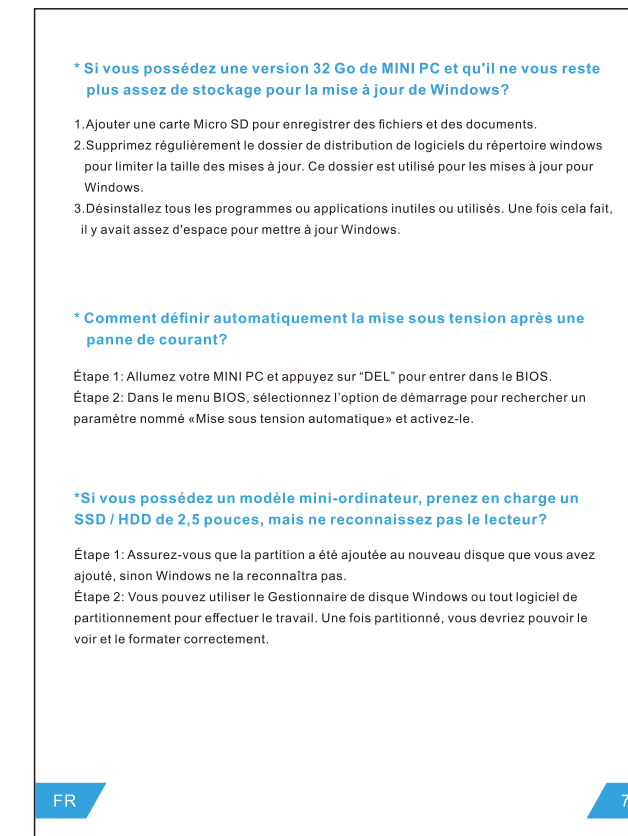 * Si vous possédez une version 32 Go de MINI PC et qu'il ne vous reste
plus assez de stockage pour la mise à jour de Windows?
1.Ajouter une carte Micro SD pour enregistrer des fichiers et des documents.
2.Supprimez régulièrement le dossier de distribution de logiciels du répertoire windows
pour limiter la taille des mises à jour. Ce dossier est utilisé pour les mises à jour pour
Windows.
3.Désinstallez tous les programmes ou applications inutiles ou utilisés. Une fois cela fait,
il y avait assez d'espace pour mettre à jour Windows.
* Comment définir automatiquement la mise sous tension après une
panne de courant?
Étape 1: Allumez votre MINI PC et appuyez sur “DEL” pour entrer dans le BIOS.
Étape 2: Dans le menu BIOS, sélectionnez l’option de démarrage pour rechercher un
paramètre nommé «Mise sous tension automatique» et activez-le.
*Si vous possédez un modèle mini-ordinateur, prenez en charge un
SSD / HDD de 2,5 pouces, mais ne reconnaissez pas le lecteur?
Étape 1: Assurez-vous que la partition a été ajoutée au nouveau disque que vous avez
ajouté, sinon Windows ne la reconnaîtra pas.
Étape 2: Vous pouvez utiliser le Gestionnaire de disque Windows ou tout logiciel de
partitionnement pour effectuer le travail. Une fois partitionné, vous devriez pouvoir le
voir et le formater correctement.
FR
7